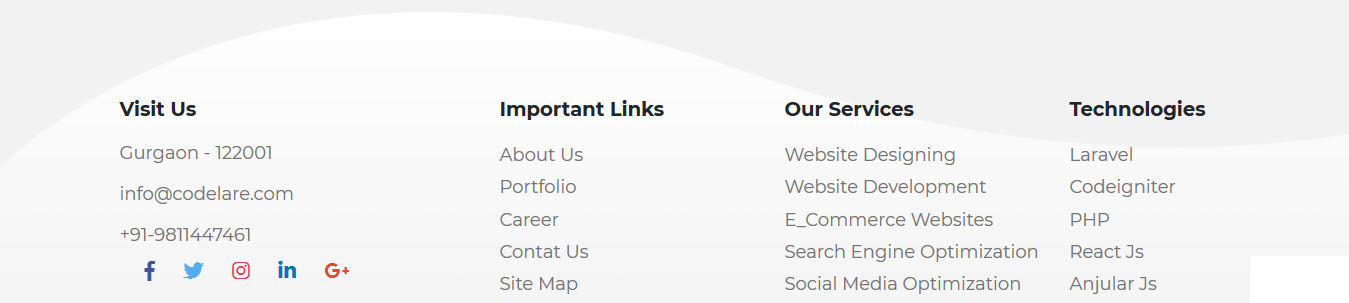 Visit Us
Gurgaon - 122001
info@codelare.com
+91-9811447461
Important Links
About Us
Portfolio
Career
Contat Us
Site Map
Our Services
Website Designing
Website Development
E_Commerce Websites
Search Engine Optimization
Social Media Optimization
Technologies
Laravel
Codeigniter
PHP
React Js
Anjular Js